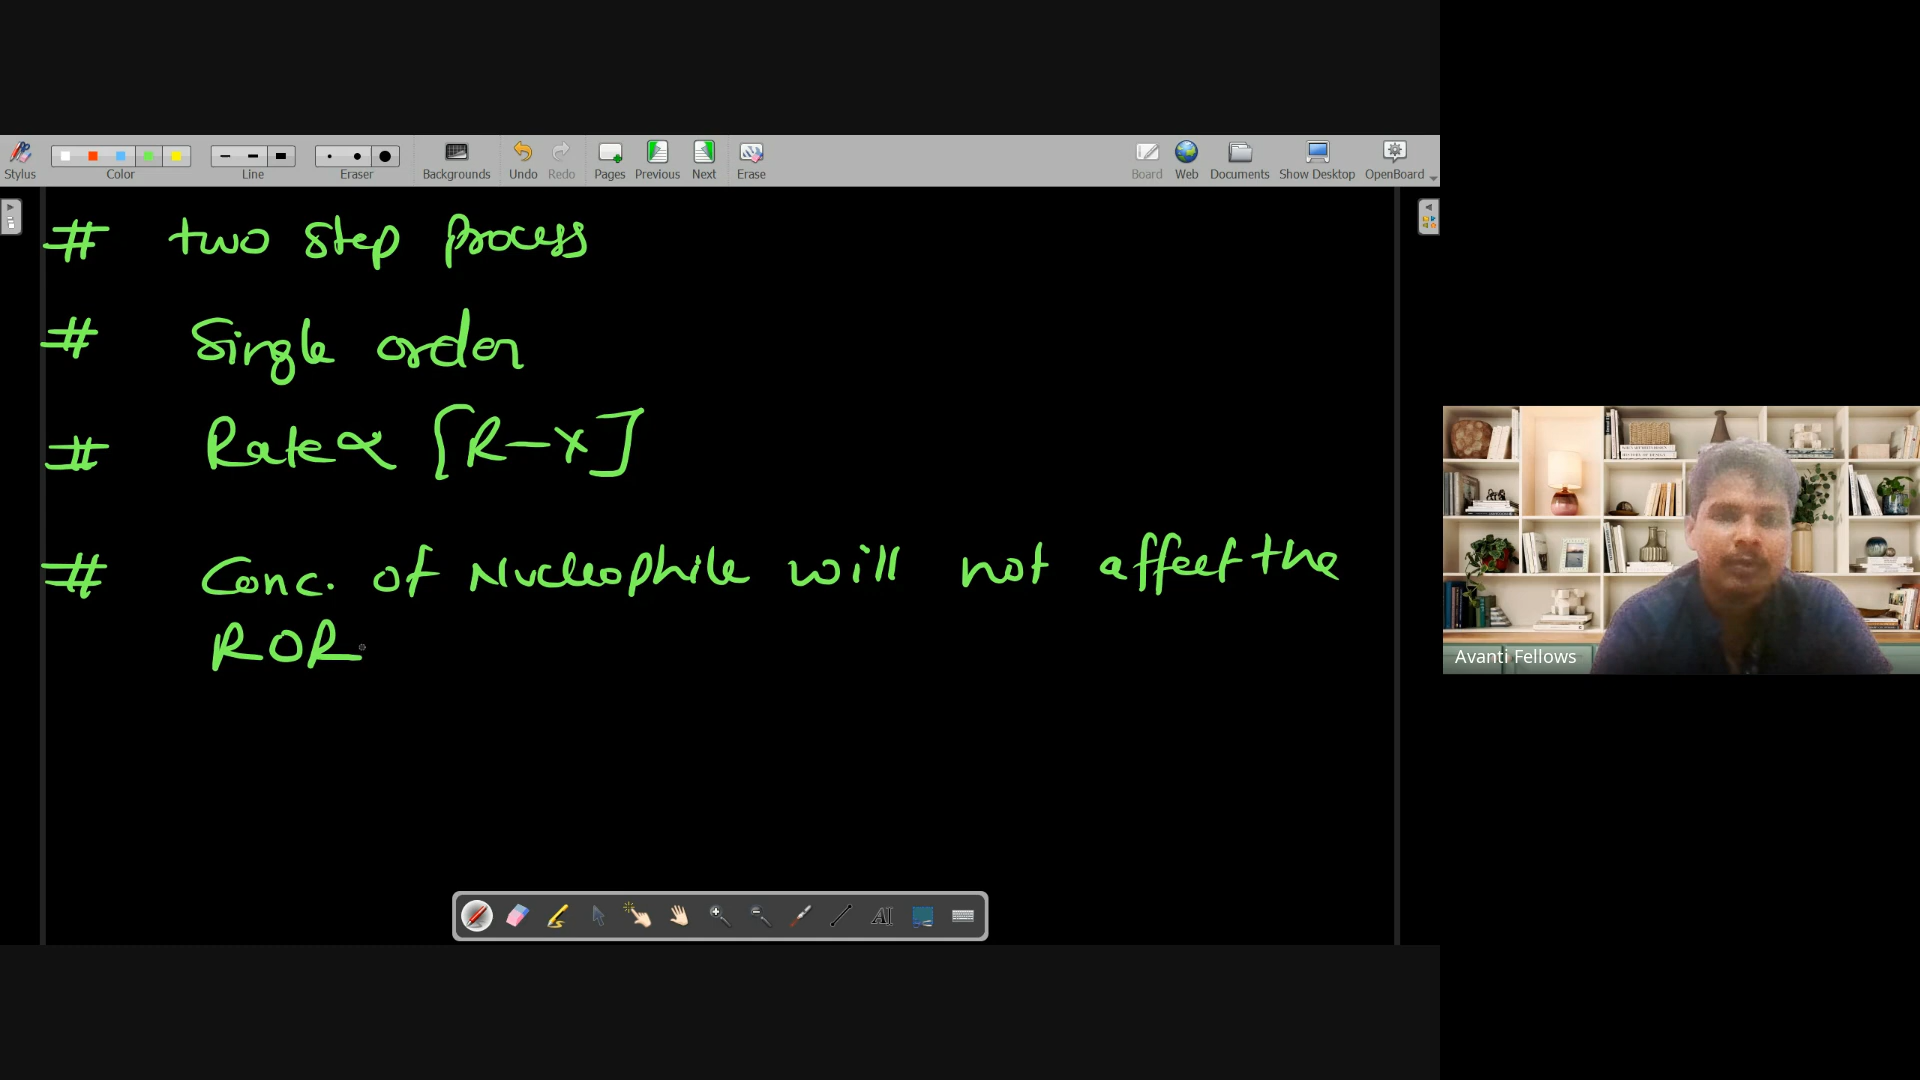 Stylus
Color
Line
Eraser
Backgrounds
Undo
Redo
Pages
Previous
Next
Erase
Board
Web
Documents
Show Desktop
OpenBoard
# two step process
# Single order
# Rate ∝ [R-X]
# Conc. of Nucleophile will not affect the
ROR
Avanti Fellows